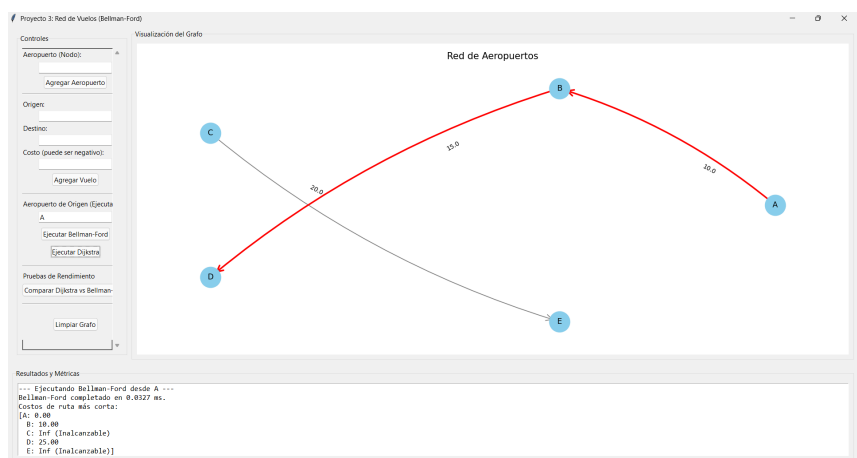 Proyecto 3: Red de Vuelos (Bellman-Ford)
Controles
Aeropuerto (Nodo):
Agregar Aeropuerto
Origen:
Destino:
Costo (puede ser negativo):
Agregar Vuelo
Aeropuerto de Origen (Ejecuta
A
Ejecutar Bellman-Ford
Ejecutar Dijkstra
Pruebas de Rendimiento
Comparar Dijkstra vs Bellman-
Limpiar Grafo
Visualización del Grafo
Red de Aeropuertos
B
C
15.0
10.0
20.0
A
D
E
Resultados y Métricas
--- Ejecutando Bellman-Ford desde A ---
Bellman-Ford completado en 0.0327 ms.
Costos de ruta más corta:
[A: 0.00
B: 10.00
C: Inf (Inalcanzable)
D: 25.00
E: Inf (Inalcanzable)]